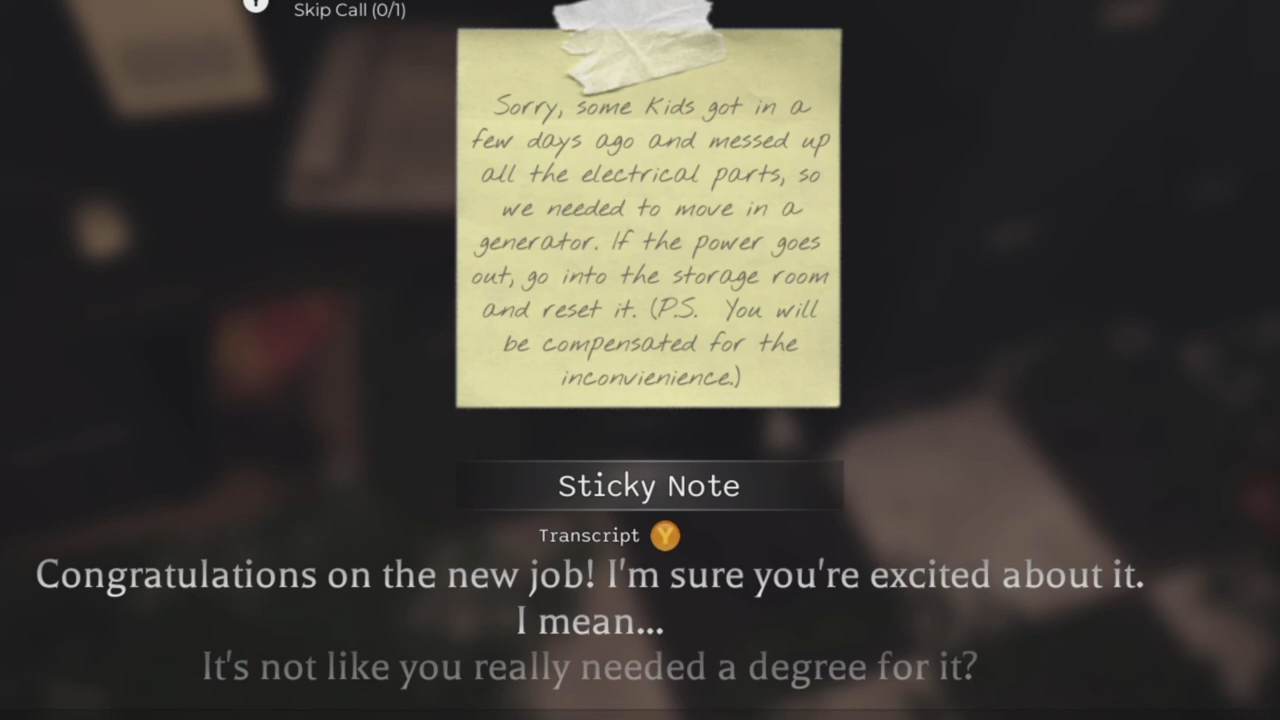 Y
Skip Call (0/1)
Sorry, some kids got in a
few days ago and messed up
all the electrical parts, so
we needed to move in a
generator. If the power goes
out, go into the storage room
and reset it. (P.S. You will
be compensated for the
inconvienience.)
Sticky Note
Transcript Y
Congratulations on the new job! I'm sure you're excited about it.
I mean...
It's not like you really needed a degree for it?